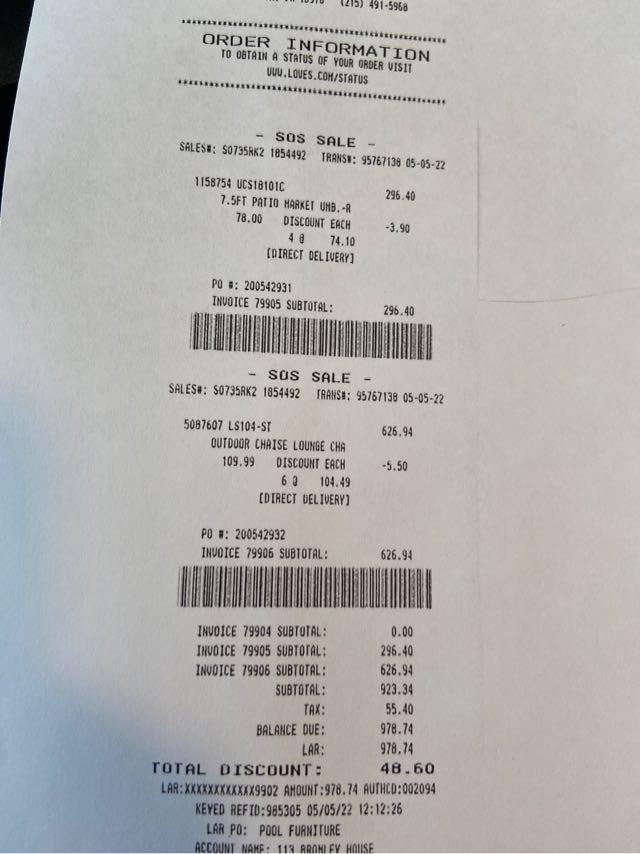 (215) 491-5968
ORDER INFORMATION
TO OBTAIN A STATUS OF YOUR ORDER VISIT
WWW.LOWES.COM/STATUS
- SOS SALE -
SALES#: S0735RK2 1854492 TRANS#: 95767138 05-05-22
1158754 UCS18101C 296.40
7.5FT PATIO MARKET UMB.-R
78.00 DISCOUNT EACH -3.90
4 @ 74.10
[DIRECT DELIVERY]
PO #: 200542931
INVOICE 79905 SUBTOTAL: 296.40
- SOS SALE -
SALES#: S0735RK2 1854492 TRANS#: 95767138 05-05-22
5087607 LS104-ST 626.94
OUTDOOR CHAISE LOUNGE CHA
109.99 DISCOUNT EACH -5.50
6 @ 104.49
[DIRECT DELIVERY]
PO #: 200542932
INVOICE 79906 SUBTOTAL: 626.94
INVOICE 79904 SUBTOTAL: 0.00
INVOICE 79905 SUBTOTAL: 296.40
INVOICE 79906 SUBTOTAL: 626.94
SUBTOTAL: 923.34
TAX: 55.40
BALANCE DUE: 978.74
LAR: 978.74
TOTAL DISCOUNT: 48.60
LAR:XXXXXXXXXXXX9902 AMOUNT:978.74 AUTHCD:002094
KEYED REFID:985305 05/05/22 12:12:26
LAR PO: POOL FURNITURE
ACCOUNT NAME: 113 BROMLEY HOUSE